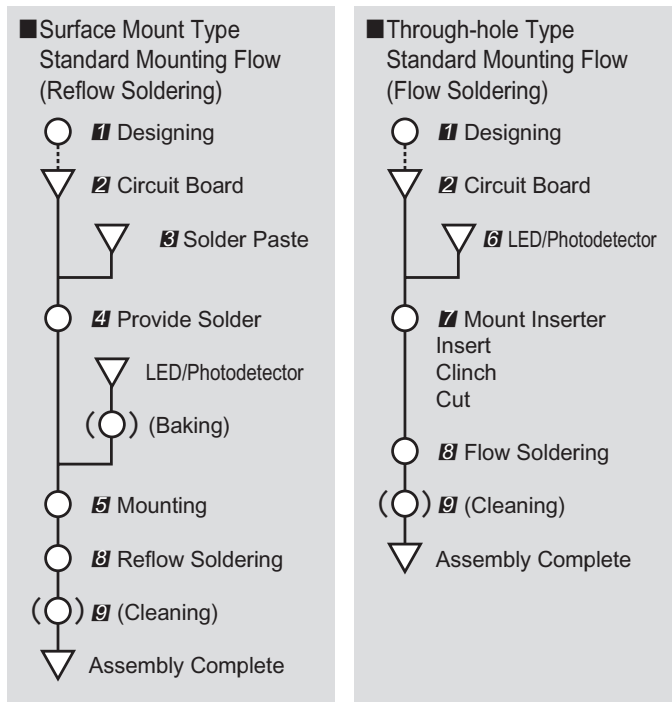 ■Surface Mount Type
Standard Mounting Flow
(Reflow Soldering)
1 Designing
2 Circuit Board
3 Solder Paste
4 Provide Solder
LED/Photodetector
(Baking)
5 Mounting
8 Reflow Soldering
9 (Cleaning)
Assembly Complete
■Through-hole Type
Standard Mounting Flow
(Flow Soldering)
1 Designing
2 Circuit Board
6 LED/Photodetector
7 Mount Inserter
Insert
Clinch
Cut
8 Flow Soldering
9 (Cleaning)
Assembly Complete